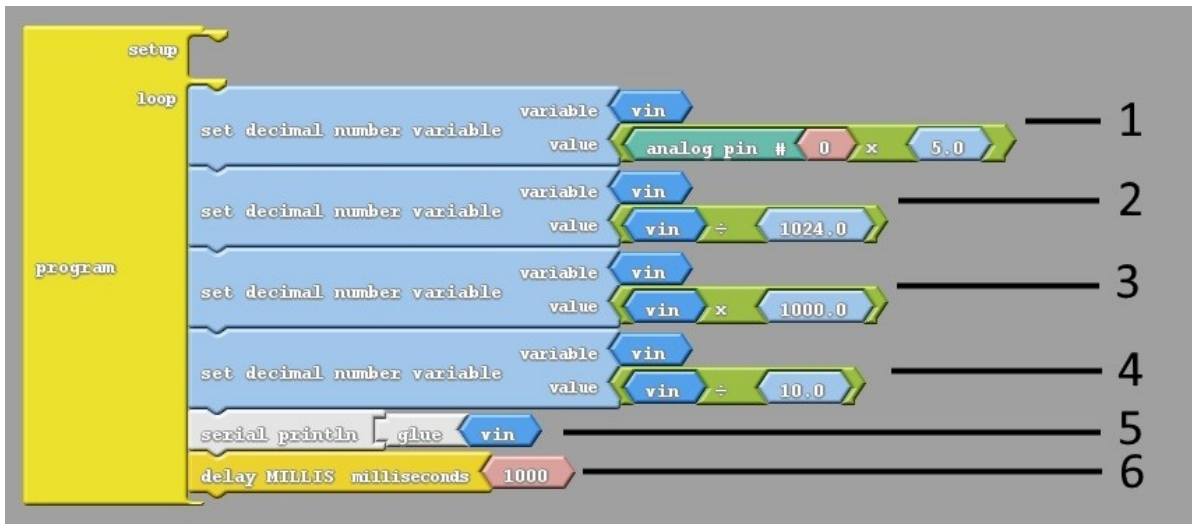 setup
loop
program
variable vin
set decimal number variable
value analog pin # 0 x 5.0
1
variable vin
set decimal number variable
value vin ÷ 1024.0
2
variable vin
set decimal number variable
value vin x 1000.0
3
variable vin
set decimal number variable
value vin ÷ 10.0
4
serial println glue vin
5
delay MILLIS milliseconds 1000
6